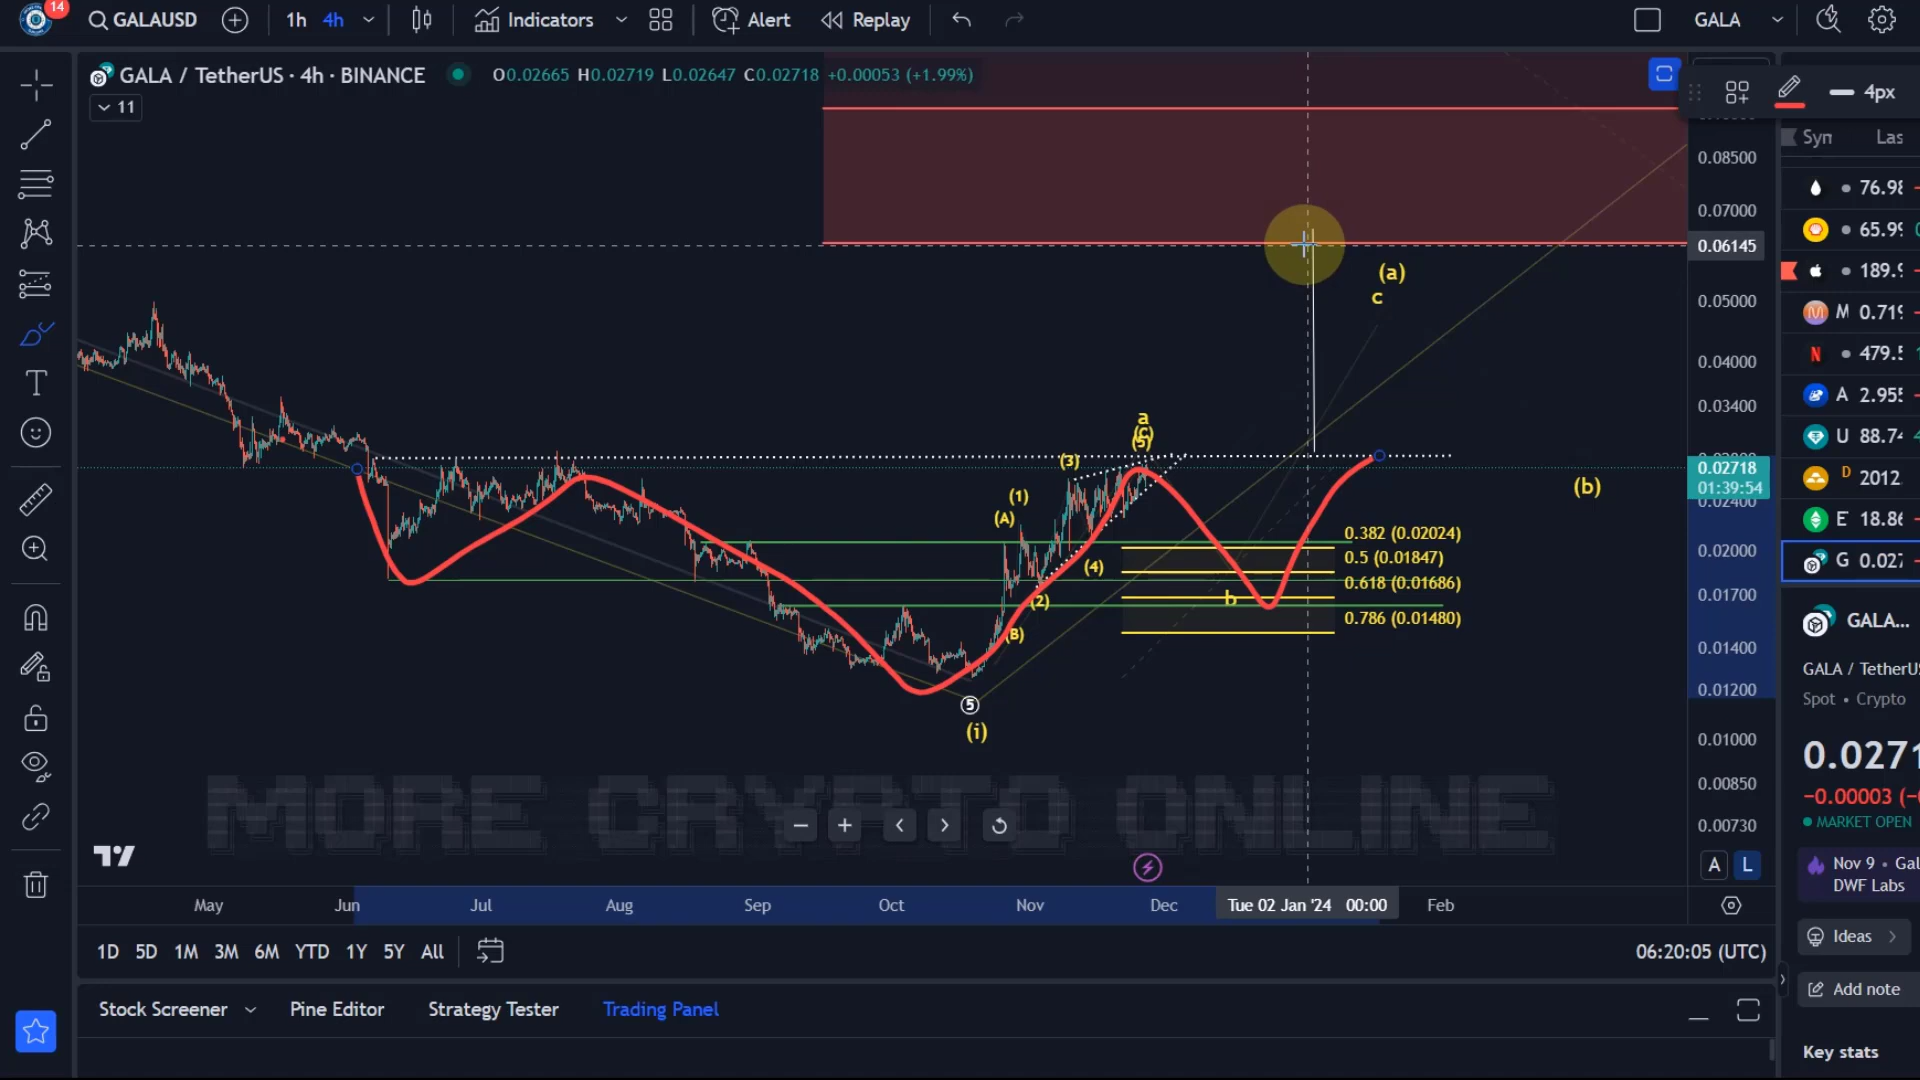 14
GALAUSD
1h
4h
Indicators
Alert
Replay
GALA
GALA / TetherUS · 4h · BINANCE
O0.02665 H0.02719 L0.02647 C0.02718 +0.00053 (+1.99%)
11
4px
0.08500
0.07000
0.06145
0.05000
0.04000
0.03400
0.02718
01:39:54
0.02400
0.02000
0.01700
0.01400
0.01200
0.01000
0.00850
0.00730
A
L
(a)
c
a
(C)
(5)
(3)
(1)
(A)
(4)
(2)
(B)
b
(b)
0.382 (0.02024)
0.5 (0.01847)
0.618 (0.01686)
0.786 (0.01480)
5
(i)
MORE CRYPTO ONLINE
May
Jun
Jul
Aug
Sep
Oct
Nov
Dec
Tue 02 Jan '24 00:00
Feb
1D
5D
1M
3M
6M
YTD
1Y
5Y
All
06:20:05 (UTC)
Stock Screener
Pine Editor
Strategy Tester
Trading Panel
Las
76.98
65.99
189.9
M 0.719
N 479.5
A 2.955
U 88.74
D 2012
E 18.86
G 0.027
GALA...
GALA / TetherUS
Spot • Crypto
0.0271
−0.00003
MARKET OPEN
Nov 9 • Gal
DWF Labs
Ideas
Add note
Key stats